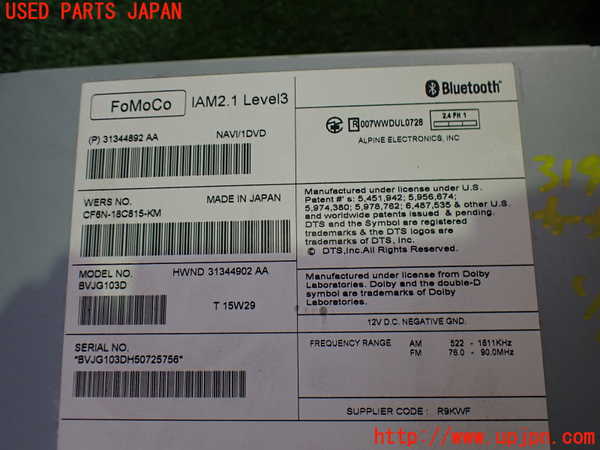 USED PARTS JAPAN
FoMoCo
IAM2.1 Level3
(P) 31344892 AA
NAVI/1DVD
WERS NO.
MADE IN JAPAN
CF6N-18C815-KM
MODEL NO.
HWND 31344902 AA
BVJG103D
T 15W29
SERIAL NO.
*BVJG103DH50725756*
Bluetooth
R 007WWDUL0728
2.4 FH 1
ALPINE ELECTRONICS, INC
Manufactured under license under U.S.
Patent #' s: 5,451,942; 5,956,674;
5,974,380; 5,978,762; 6,487,535 & other U.S.
and worldwide patents issued & pending.
DTS and the Symbol are registered
trademarks & the DTS logos are
trademarks of DTS, Inc.
© DTS,Inc.All Rights Reserved.
Manufactured under license from Dolby
Laboratories. Dolby and the double-D
symbol are trademarks of Dolby
Laboratories.
12V D.C. NEGATIVE GND.
FREQUENCY RANGE AM 522 - 1611KHz
FM 76.0 - 90.0MHz
SUPPLIER CODE : R9KWF
http://www.upjpn.com